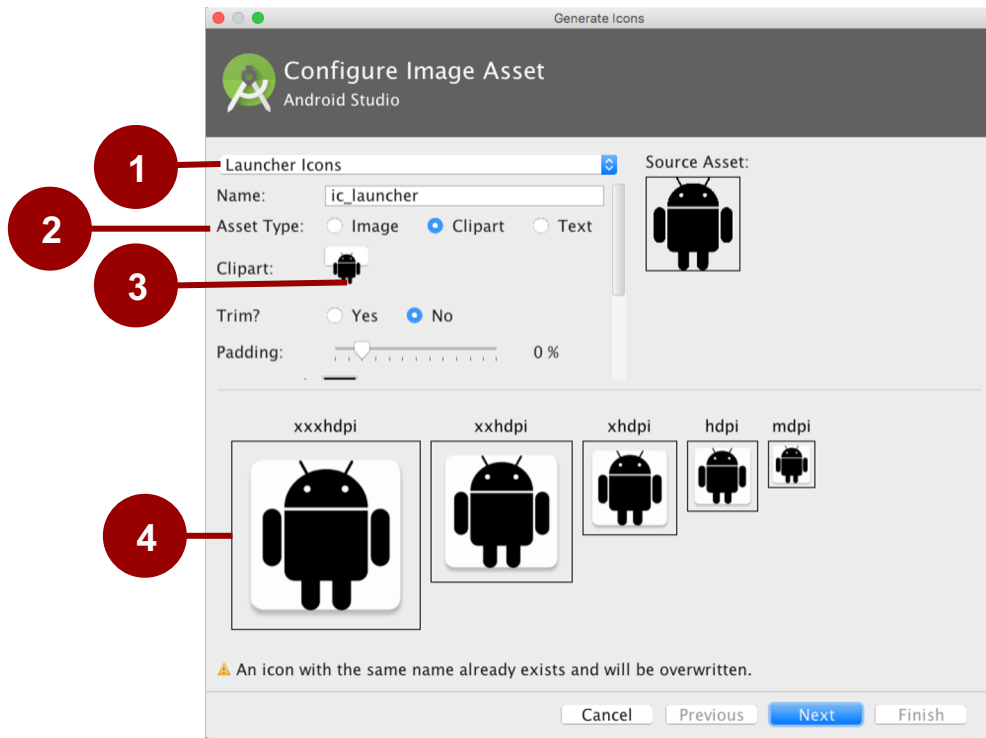 Generate Icons
Configure Image Asset
Android Studio
1
Launcher Icons
Source Asset:
Name: ic_launcher
2
Asset Type: Image Clipart Text
Clipart:
3
Trim? Yes No
Padding: 0 %
xxxhdpi xxhdpi xhdpi hdpi mdpi
4
An icon with the same name already exists and will be overwritten.
Cancel Previous Next Finish